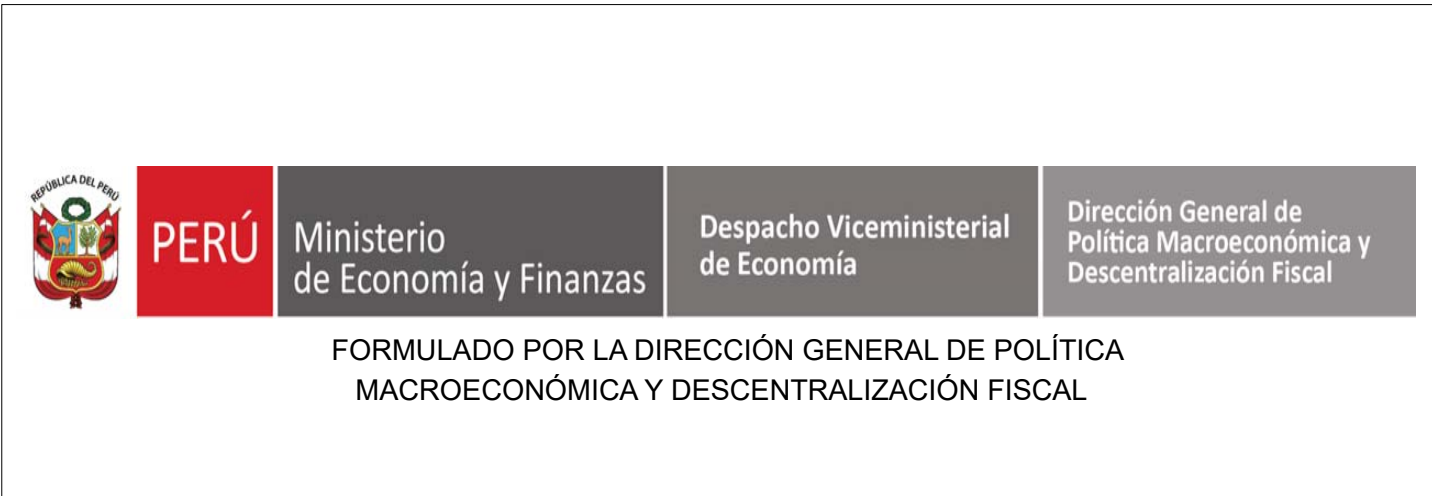 REPÚBLICA DEL PERÚ
PERÚ
Ministerio
de Economía y Finanzas
Despacho Viceministerial
de Economía
Dirección General de
Política Macroeconómica y
Descentralización Fiscal
FORMULADO POR LA DIRECCIÓN GENERAL DE POLÍTICA
MACROECONÓMICA Y DESCENTRALIZACIÓN FISCAL